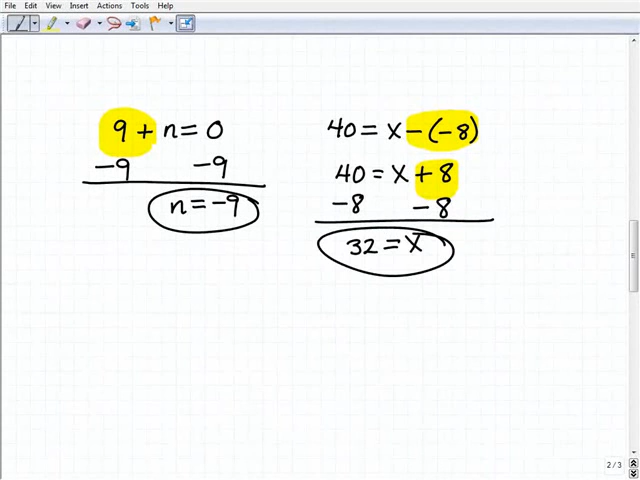 File Edit View Insert Actions Tools Help
9 + n = 0
-9 -9
n = -9
40 = x - (-8)
40 = x + 8
-8 -8
32 = x
2 / 3